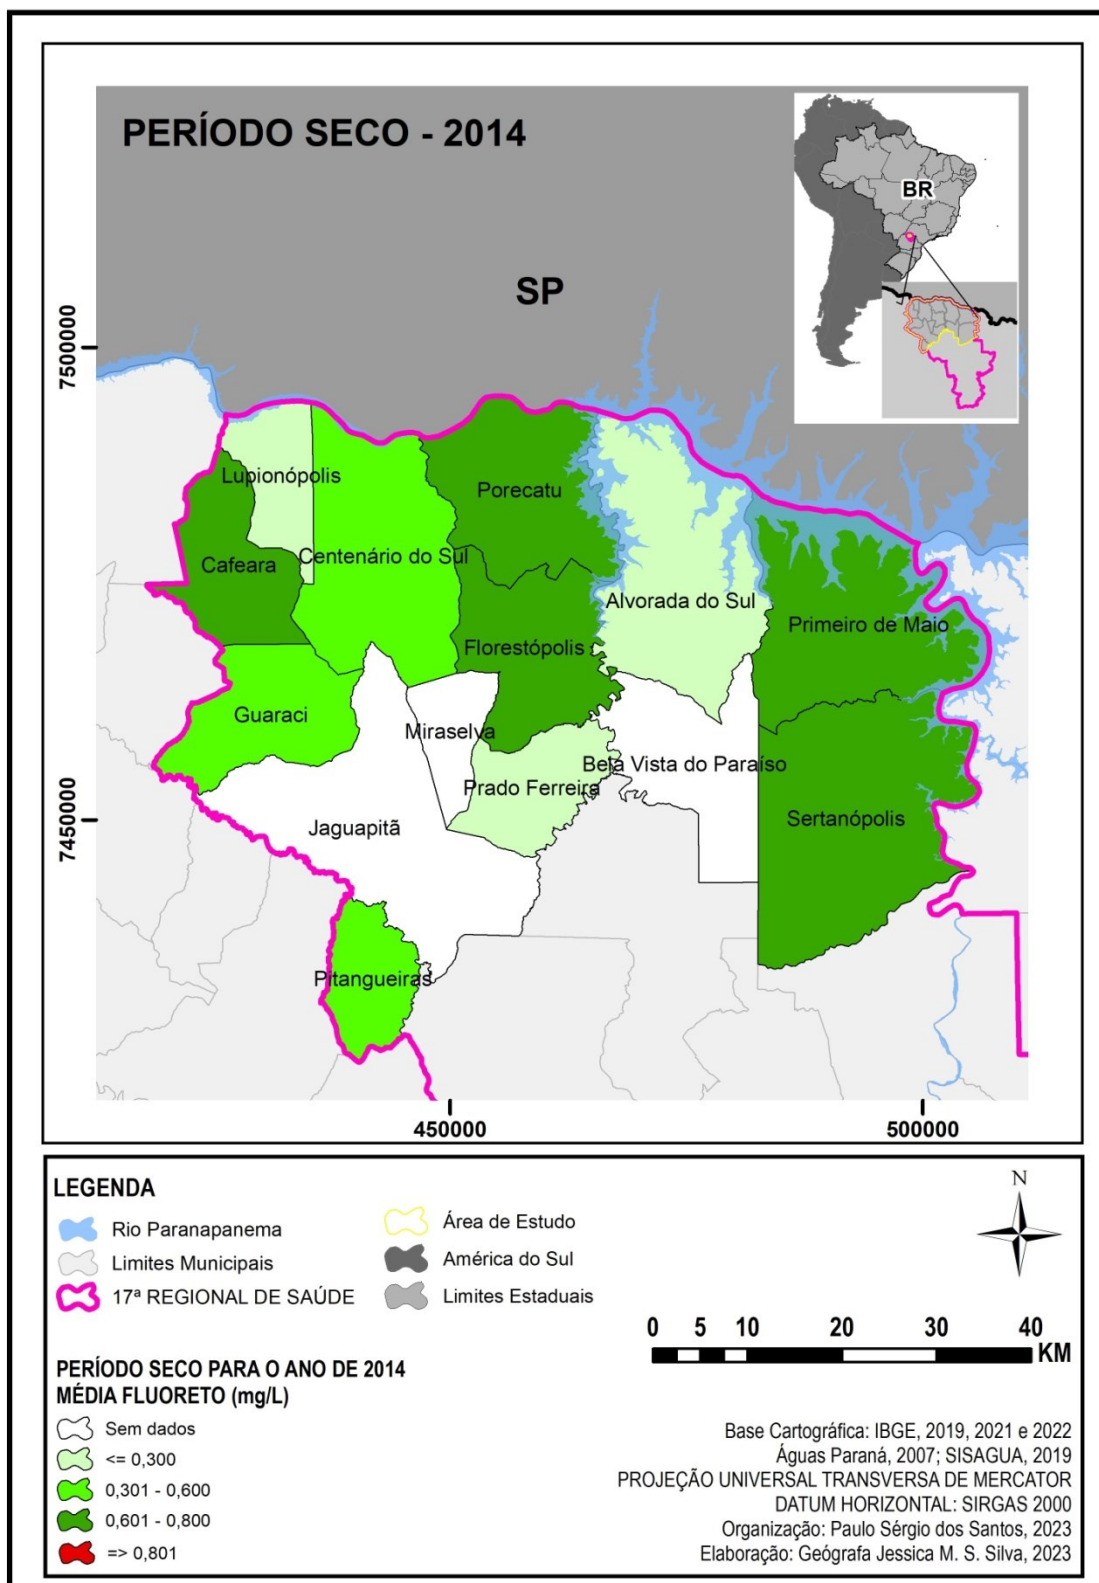 PERÍODO SECO - 2014
BR
SP
7500000
7450000
Lupionópolis
Porecatu
Cafeara
Centenário do Sul
Alvorada do Sul
Primeiro de Maio
Florestópolis
Guaraci
Miraselva
Bela Vista do Paraíso
Prado Ferreira
Sertanópolis
Jaguapitã
Pitangueiras
450000
500000
LEGENDA
Rio Paranapanema
Limites Municipais
17ª REGIONAL DE SAÚDE
Área de Estudo
América do Sul
Limites Estaduais
N
0 5 10 20 30 40
KM
PERÍODO SECO PARA O ANO DE 2014
MÉDIA FLUORETO (mg/L)
Sem dados
<= 0,300
0,301 - 0,600
0,601 - 0,800
=> 0,801
Base Cartográfica: IBGE, 2019, 2021 e 2022
Águas Paraná, 2007; SISAGUA, 2019
PROJEÇÃO UNIVERSAL TRANSVERSA DE MERCATOR
DATUM HORIZONTAL: SIRGAS 2000
Organização: Paulo Sérgio dos Santos, 2023
Elaboração: Geógrafa Jessica M. S. Silva, 2023